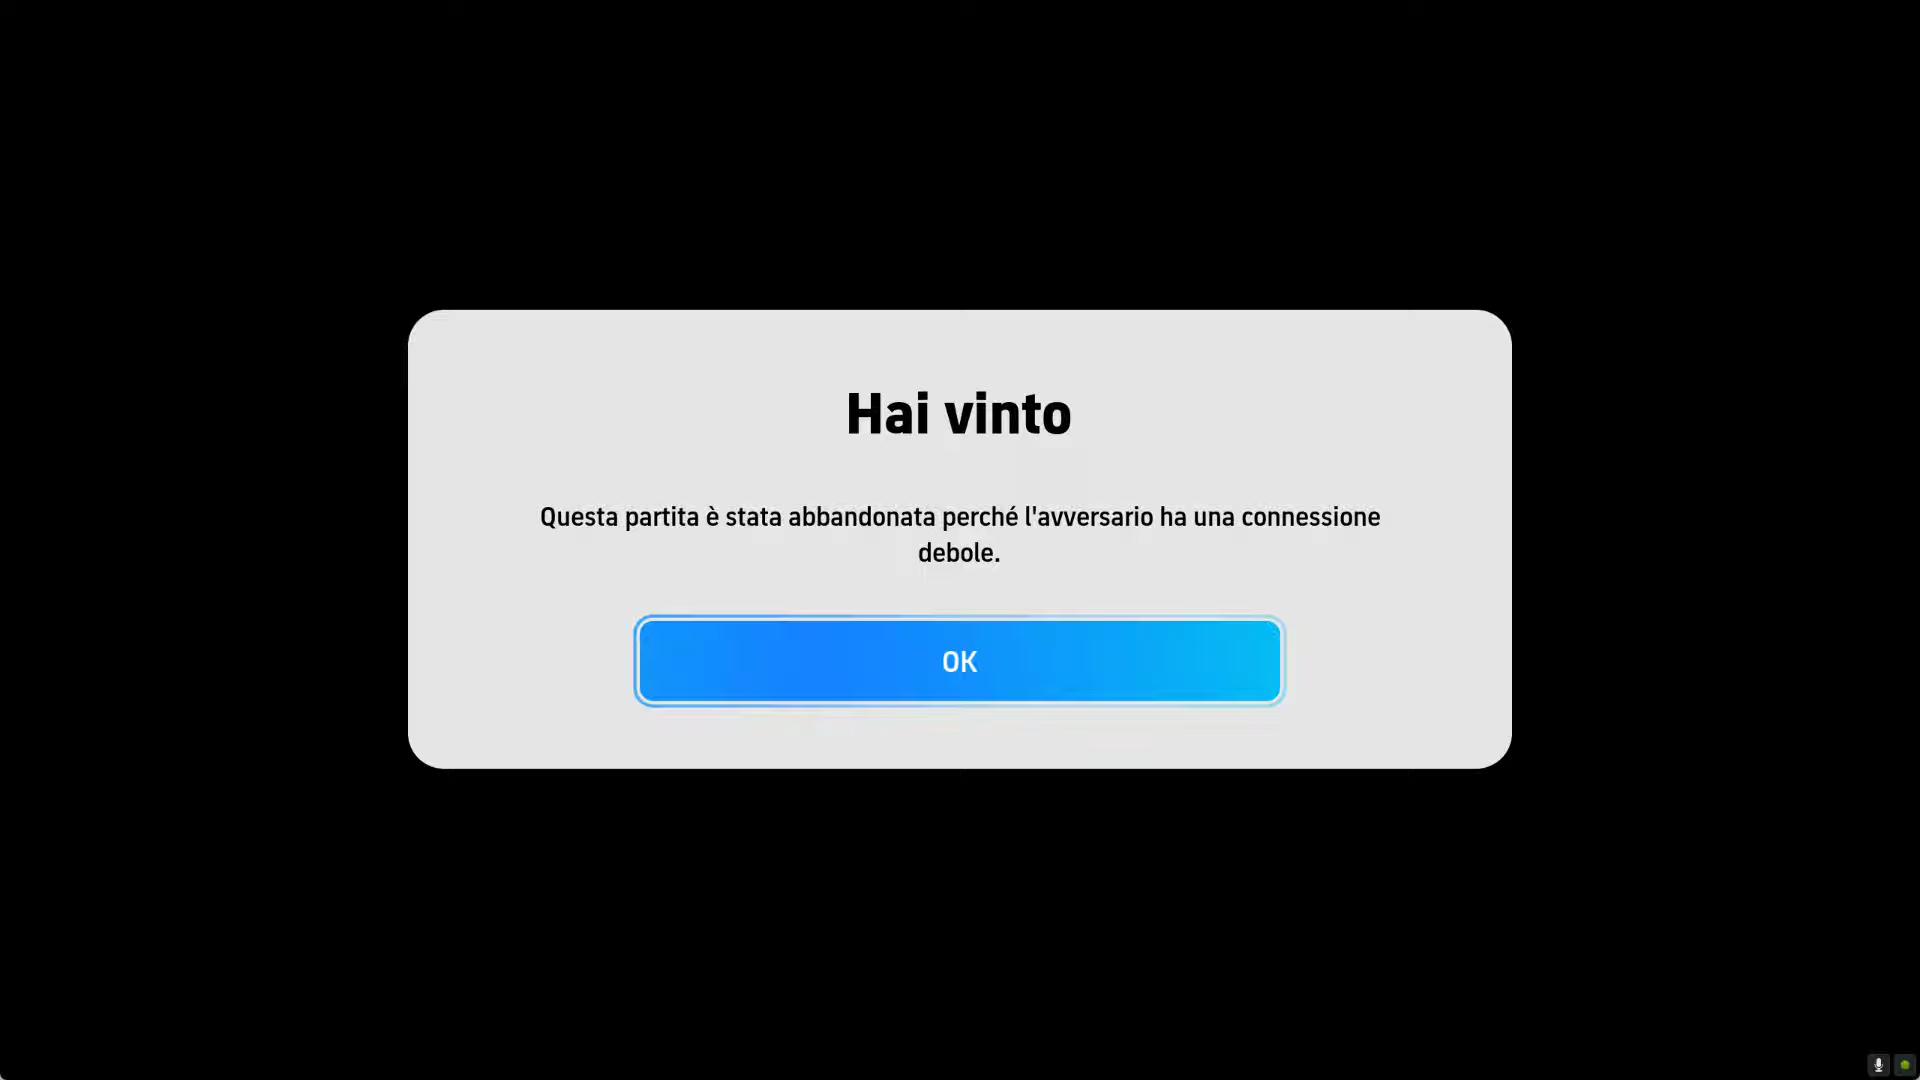 Hai vinto
Questa partita è stata abbandonata perché l'avversario ha una connessione
debole.
OK